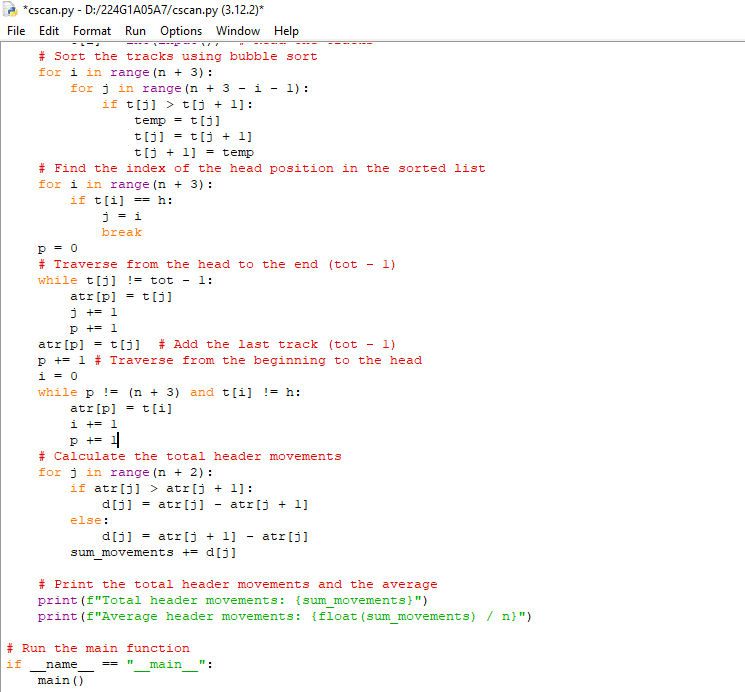 *cscan.py - D:/224G1A05A7/cscan.py (3.12.2)*
File Edit Format Run Options Window Help
# Sort the tracks using bubble sort
for i in range(n + 3):
for j in range(n + 3 - i - 1):
if t[j] > t[j + 1]:
temp = t[j]
t[j] = t[j + 1]
t[j + 1] = temp
# Find the index of the head position in the sorted list
for i in range(n + 3):
if t[i] == h:
j = i
break
p = 0
# Traverse from the head to the end (tot - 1)
while t[j] != tot - 1:
atr[p] = t[j]
j += 1
p += 1
atr[p] = t[j]  # Add the last track (tot - 1)
p += 1 # Traverse from the beginning to the head
i = 0
while p != (n + 3) and t[i] != h:
atr[p] = t[i]
i += 1
p += 1
# Calculate the total header movements
for j in range(n + 2):
if atr[j] > atr[j + 1]:
d[j] = atr[j] - atr[j + 1]
else:
d[j] = atr[j + 1] - atr[j]
sum_movements += d[j]
# Print the total header movements and the average
print(f"Total header movements: {sum_movements}")
print(f"Average header movements: {float(sum_movements) / n}")
# Run the main function
if __name__ == "__main__":
main()